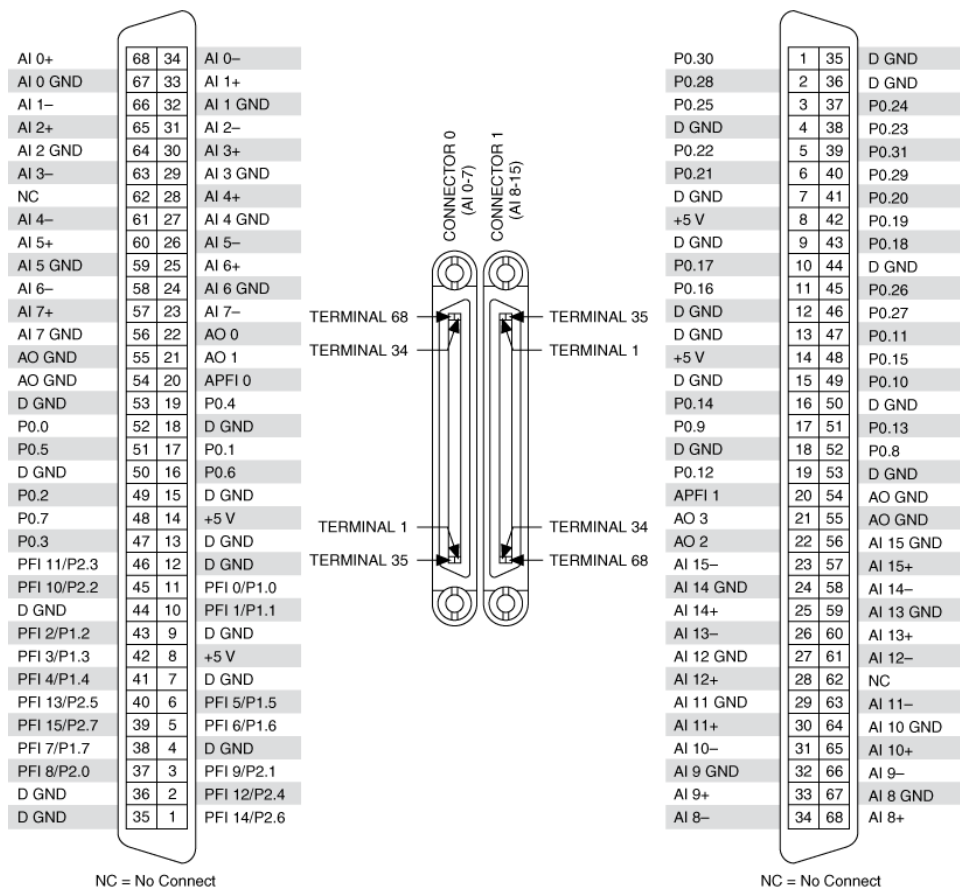 AI 0+ 68 34 AI 0–
AI 0 GND 67 33 AI 1+
AI 1– 66 32 AI 1 GND
AI 2+ 65 31 AI 2–
AI 2 GND 64 30 AI 3+
AI 3– 63 29 AI 3 GND
NC 62 28 AI 4+
AI 4– 61 27 AI 4 GND
AI 5+ 60 26 AI 5–
AI 5 GND 59 25 AI 6+
AI 6– 58 24 AI 6 GND
AI 7+ 57 23 AI 7–
AI 7 GND 56 22 AO 0
AO GND 55 21 AO 1
AO GND 54 20 APFI 0
D GND 53 19 P0.4
P0.0 52 18 D GND
P0.5 51 17 P0.1
D GND 50 16 P0.6
P0.2 49 15 D GND
P0.7 48 14 +5 V
P0.3 47 13 D GND
PFI 11/P2.3 46 12 D GND
PFI 10/P2.2 45 11 PFI 0/P1.0
D GND 44 10 PFI 1/P1.1
PFI 2/P1.2 43 9 D GND
PFI 3/P1.3 42 8 +5 V
PFI 4/P1.4 41 7 D GND
PFI 13/P2.5 40 6 PFI 5/P1.5
PFI 15/P2.7 39 5 PFI 6/P1.6
PFI 7/P1.7 38 4 D GND
PFI 8/P2.0 37 3 PFI 9/P2.1
D GND 36 2 PFI 12/P2.4
D GND 35 1 PFI 14/P2.6
NC = No Connect
CONNECTOR 0
(AI 0-7)
CONNECTOR 1
(AI 8-15)
TERMINAL 68
TERMINAL 34
TERMINAL 35
TERMINAL 1
TERMINAL 1
TERMINAL 35
TERMINAL 34
TERMINAL 68
P0.30 1 35 D GND
P0.28 2 36 D GND
P0.25 3 37 P0.24
D GND 4 38 P0.23
P0.22 5 39 P0.31
P0.21 6 40 P0.29
D GND 7 41 P0.20
+5 V 8 42 P0.19
D GND 9 43 P0.18
P0.17 10 44 D GND
P0.16 11 45 P0.26
D GND 12 46 P0.27
D GND 13 47 P0.11
+5 V 14 48 P0.15
D GND 15 49 P0.10
P0.14 16 50 D GND
P0.9 17 51 P0.13
D GND 18 52 P0.8
P0.12 19 53 D GND
APFI 1 20 54 AO GND
AO 3 21 55 AO GND
AO 2 22 56 AI 15 GND
AI 15– 23 57 AI 15+
AI 14 GND 24 58 AI 14–
AI 14+ 25 59 AI 13 GND
AI 13– 26 60 AI 13+
AI 12 GND 27 61 AI 12–
AI 12+ 28 62 NC
AI 11 GND 29 63 AI 11–
AI 11+ 30 64 AI 10 GND
AI 10– 31 65 AI 10+
AI 9 GND 32 66 AI 9–
AI 9+ 33 67 AI 8 GND
AI 8– 34 68 AI 8+
NC = No Connect